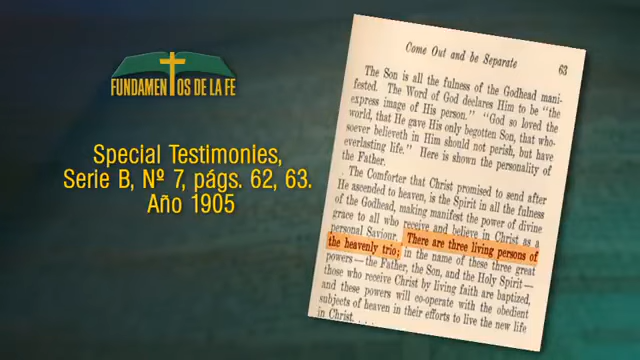 FUNDAMENTOS DE LA FE
Special Testimonies,
Serie B, Nº 7, págs. 62, 63.
Año 1905
Come Out and be Separate 63
The Son is all the fulness of the Godhead mani-
fested. The Word of God declares Him to be "the
express image of His person." "God so loved the
world, that He gave His only begotten Son, that who-
soever believeth in Him should not perish, but have
everlasting life." Here is shown the personality of
the Father.
The Comforter that Christ promised to send after
He ascended to heaven, is the Spirit in all the fulness
of the Godhead, making manifest the power of divine
grace to all who receive and believe in Christ as a
personal Saviour. There are three living persons of
the heavenly trio; in the name of these three great
powers—the Father, the Son, and the Holy Spirit—
those who receive Christ by living faith are baptized,
and these powers will co-operate with the obedient
subjects of heaven in their efforts to live the new life
in Christ. . . .